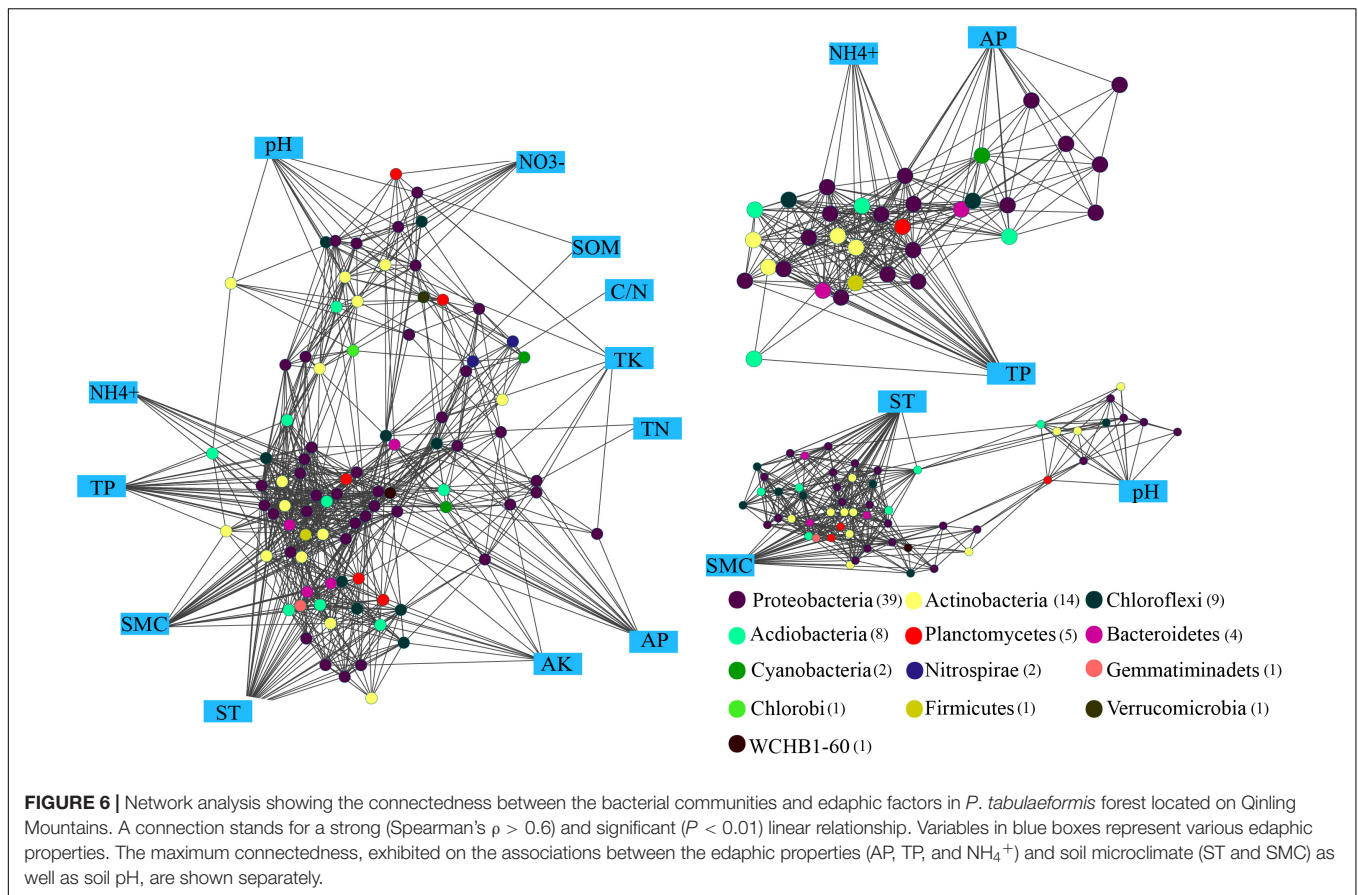 pH
NO3-
SOM
C/N
TK
TN
NH4+
TP
SMC
ST
AK
AP
NH4+
AP
TP
ST
SMC
pH
Proteobacteria (39) Actinobacteria (14) Chloroflexi (9)
Acdiobacteria (8) Planctomycetes (5) Bacteroidetes (4)
Cyanobacteria (2) Nitrospirae (2) Gemmatiminadets (1)
Chlorobi (1) Firmicutes (1) Verrucomicrobia (1)
WCHB1-60 (1)
FIGURE 6 | Network analysis showing the connectedness between the bacterial communities and edaphic factors in P. tabulaeformis forest located on Qinling
Mountains. A connection stands for a strong (Spearman's ρ > 0.6) and significant (P < 0.01) linear relationship. Variables in blue boxes represent various edaphic
properties. The maximum connectedness, exhibited on the associations between the edaphic properties (AP, TP, and NH₄⁺) and soil microclimate (ST and SMC) as
well as soil pH, are shown separately.